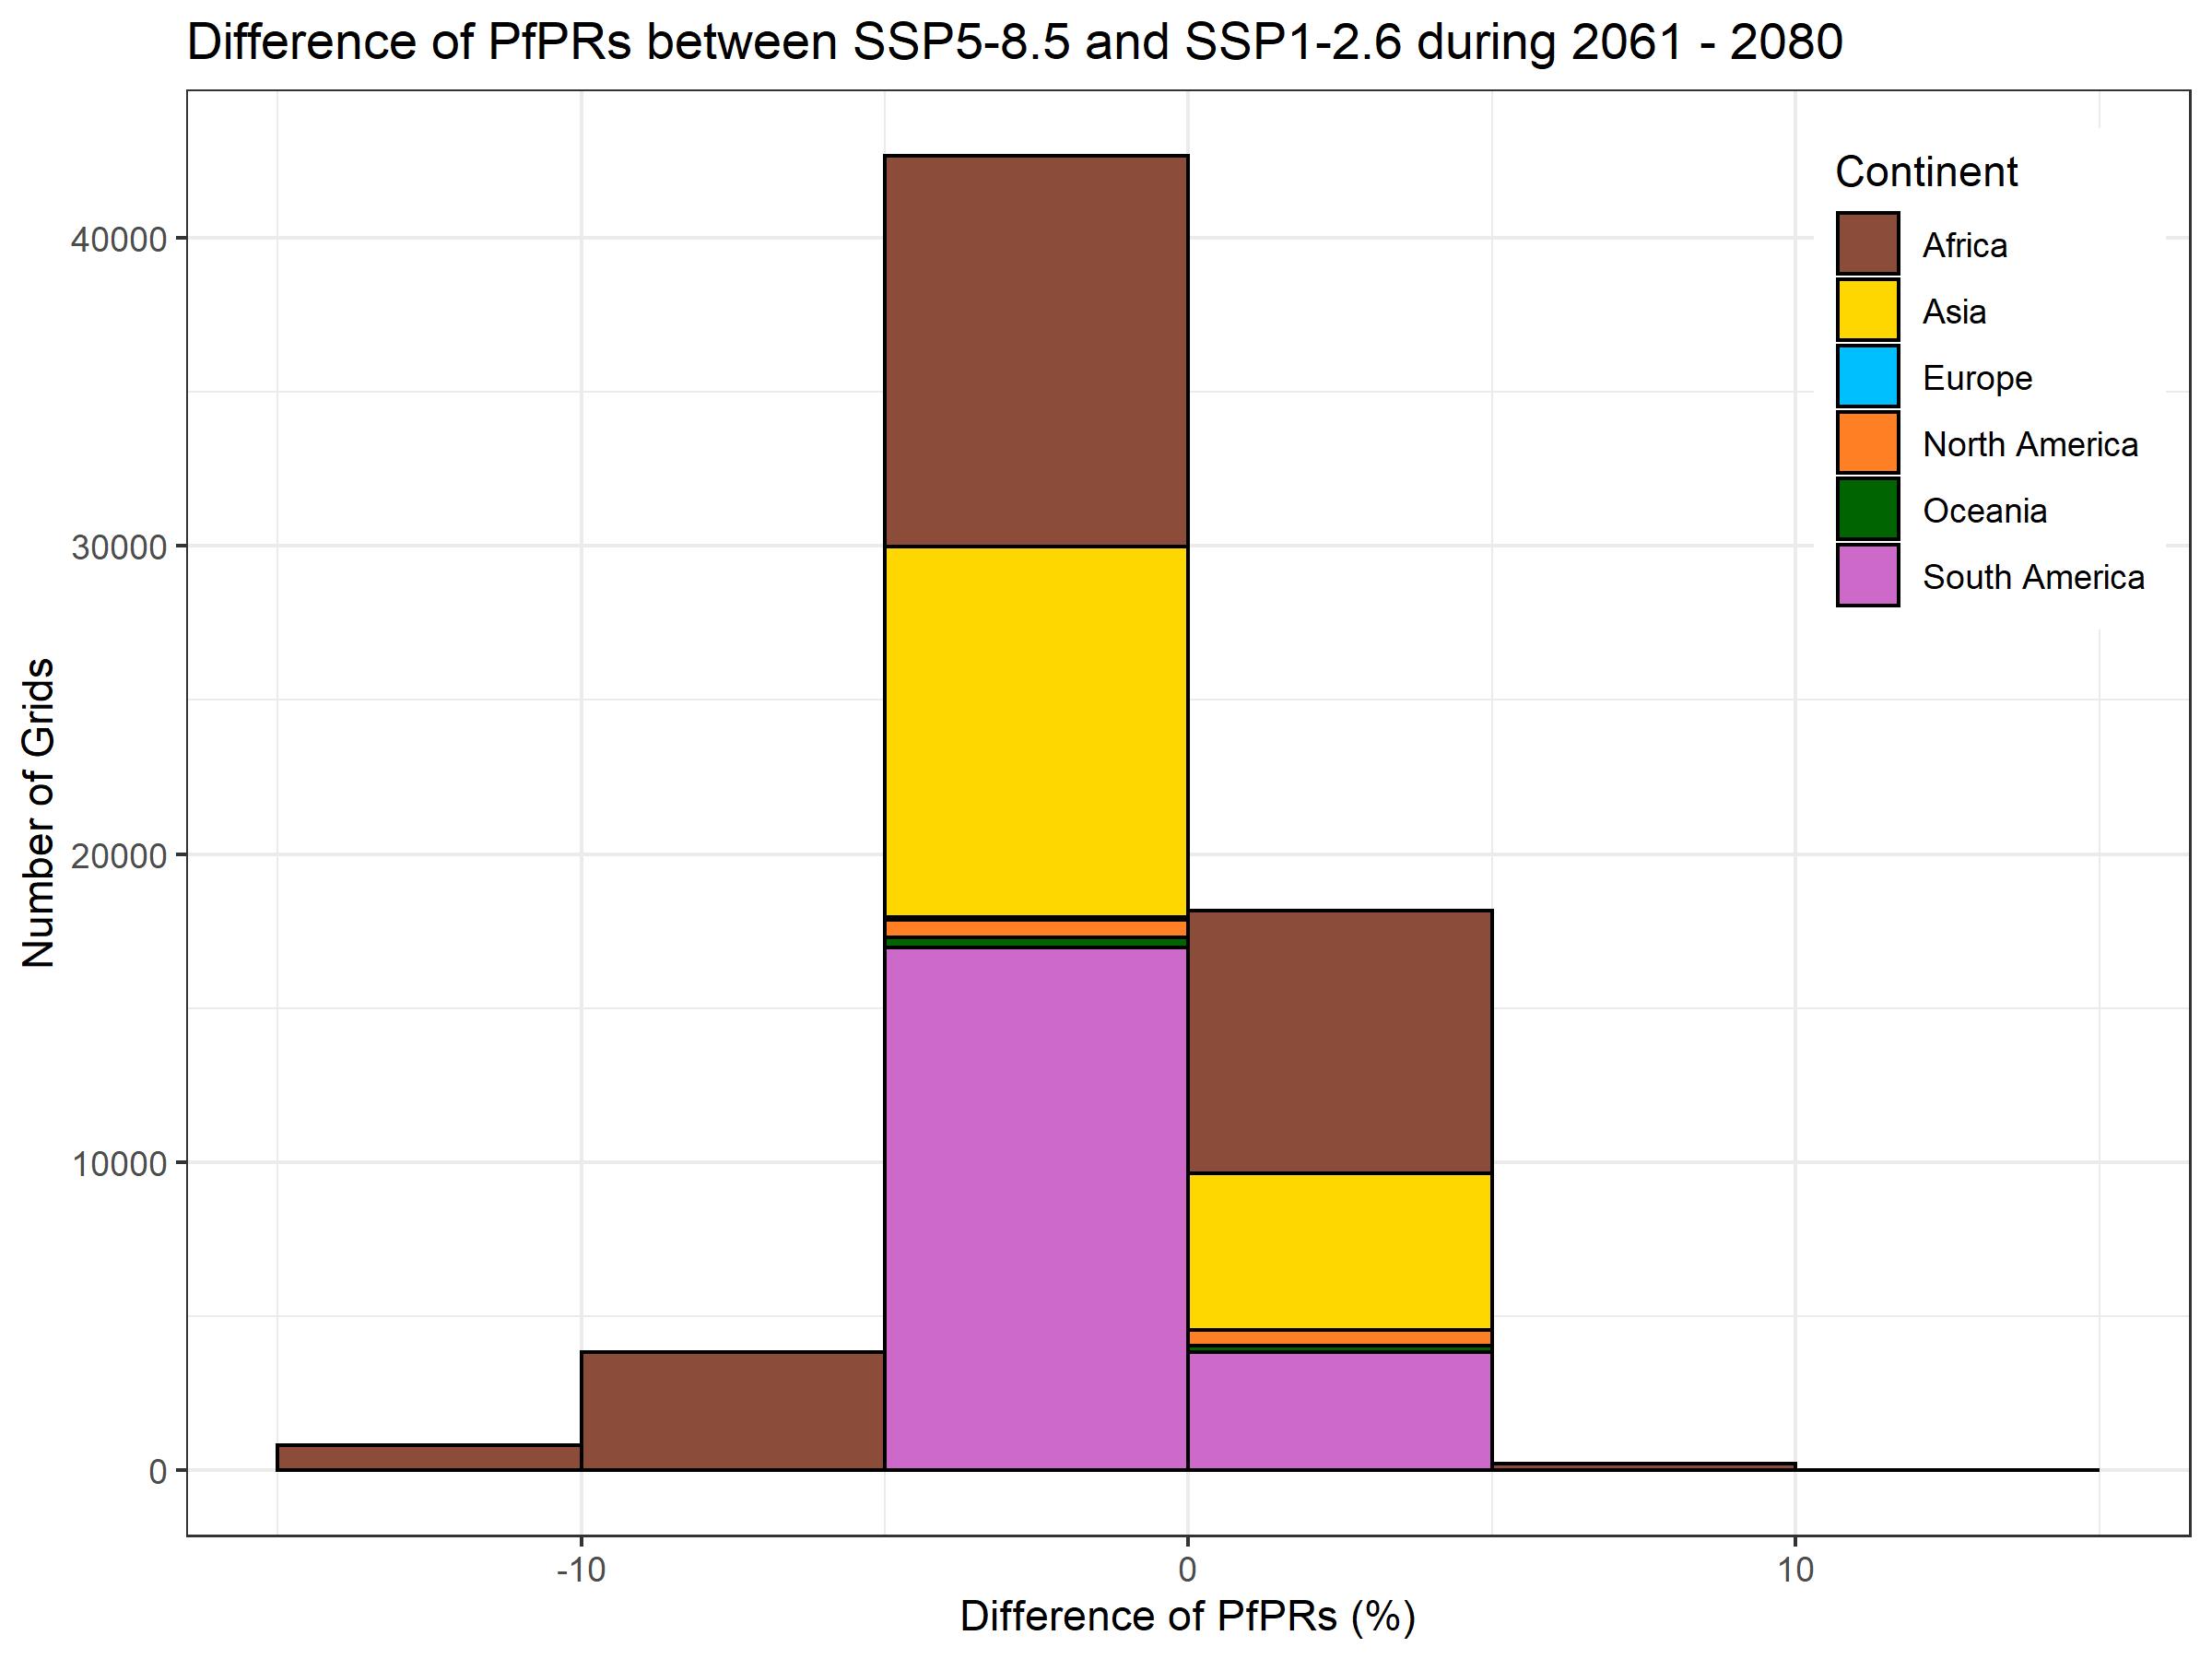 Difference of PfPRs between SSP5-8.5 and SSP1-2.6 during 2061 - 2080
Continent
Africa
Asia
Europe
North America
Oceania
South America
Number of Grids
40000
30000
20000
10000
0
-10
0
10
Difference of PfPRs (%)